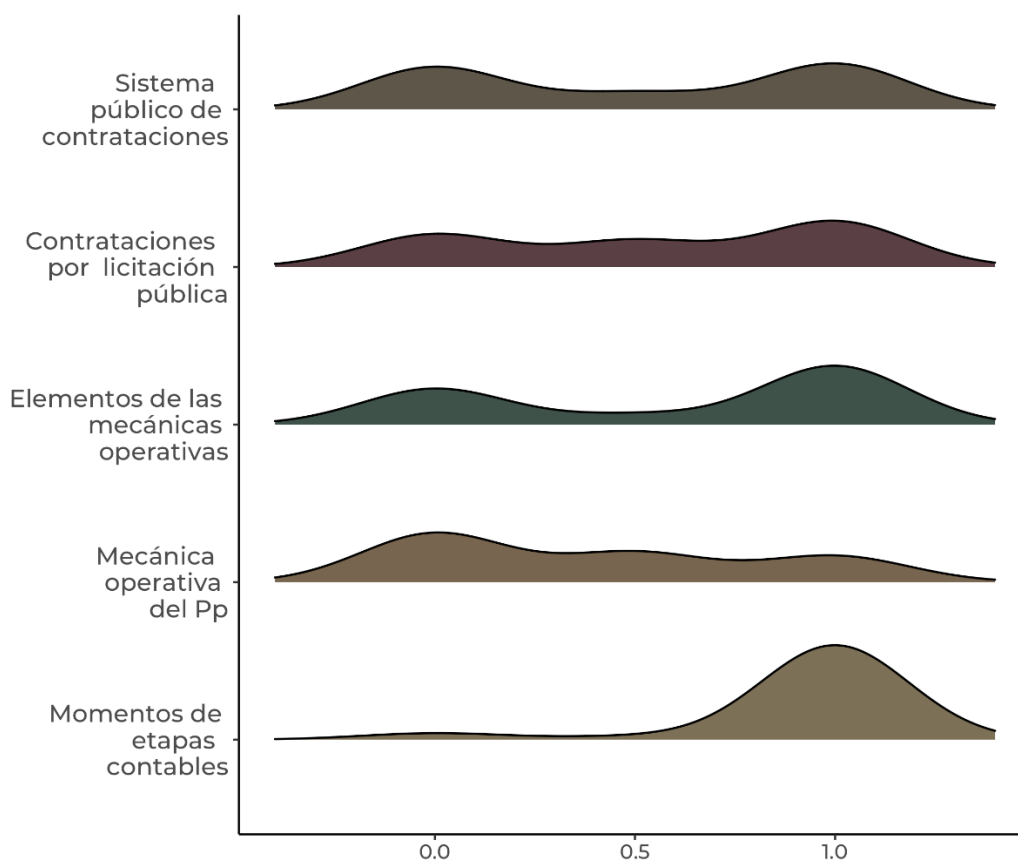 Sistema
público de
contrataciones
Contrataciones
por licitación
pública
Elementos de las
mecánicas
operativas
Mecánica
operativa
del Pp
Momentos de
etapas
contables
0.0 0.5 1.0